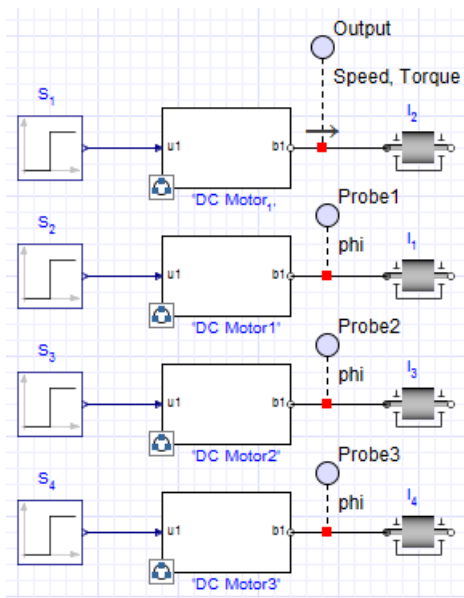 Output
Speed, Torque
S1
I2
u1
b1
'DC Motor1'
Probe1
S2
I1
phi
u1
b1
'DC Motor1'
Probe2
S3
I3
phi
u1
b1
'DC Motor2'
Probe3
S4
I4
phi
u1
b1
'DC Motor3'